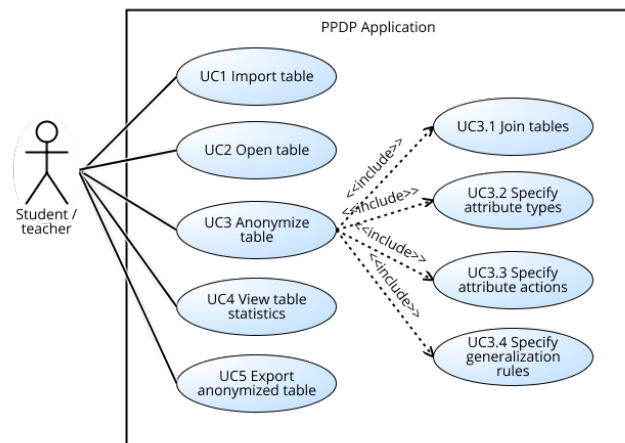 PPDP Application
UC1 Import table
UC2 Open table
UC3 Anonymize
table
UC4 View table
statistics
UC5 Export
anonymized table
Student /
teacher
<<include>>
<<include>>
<<include>>
<<include>>
UC3.1 Join tables
UC3.2 Specify
attribute types
UC3.3 Specify
attribute actions
UC3.4 Specify
generalization
rules